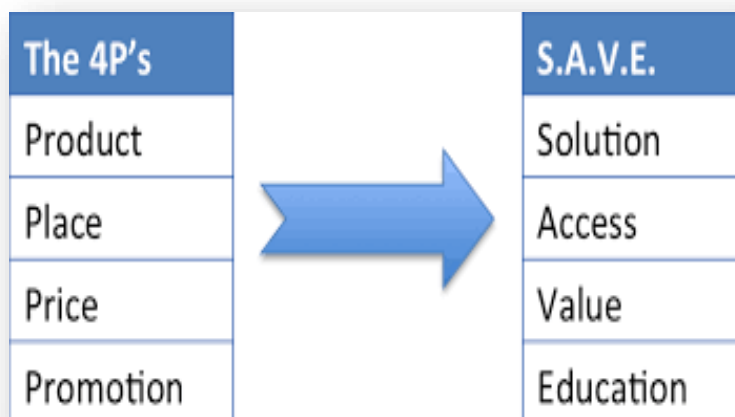 The 4P's
Product
Place
Price
Promotion
S.A.V.E.
Solution
Access
Value
Education